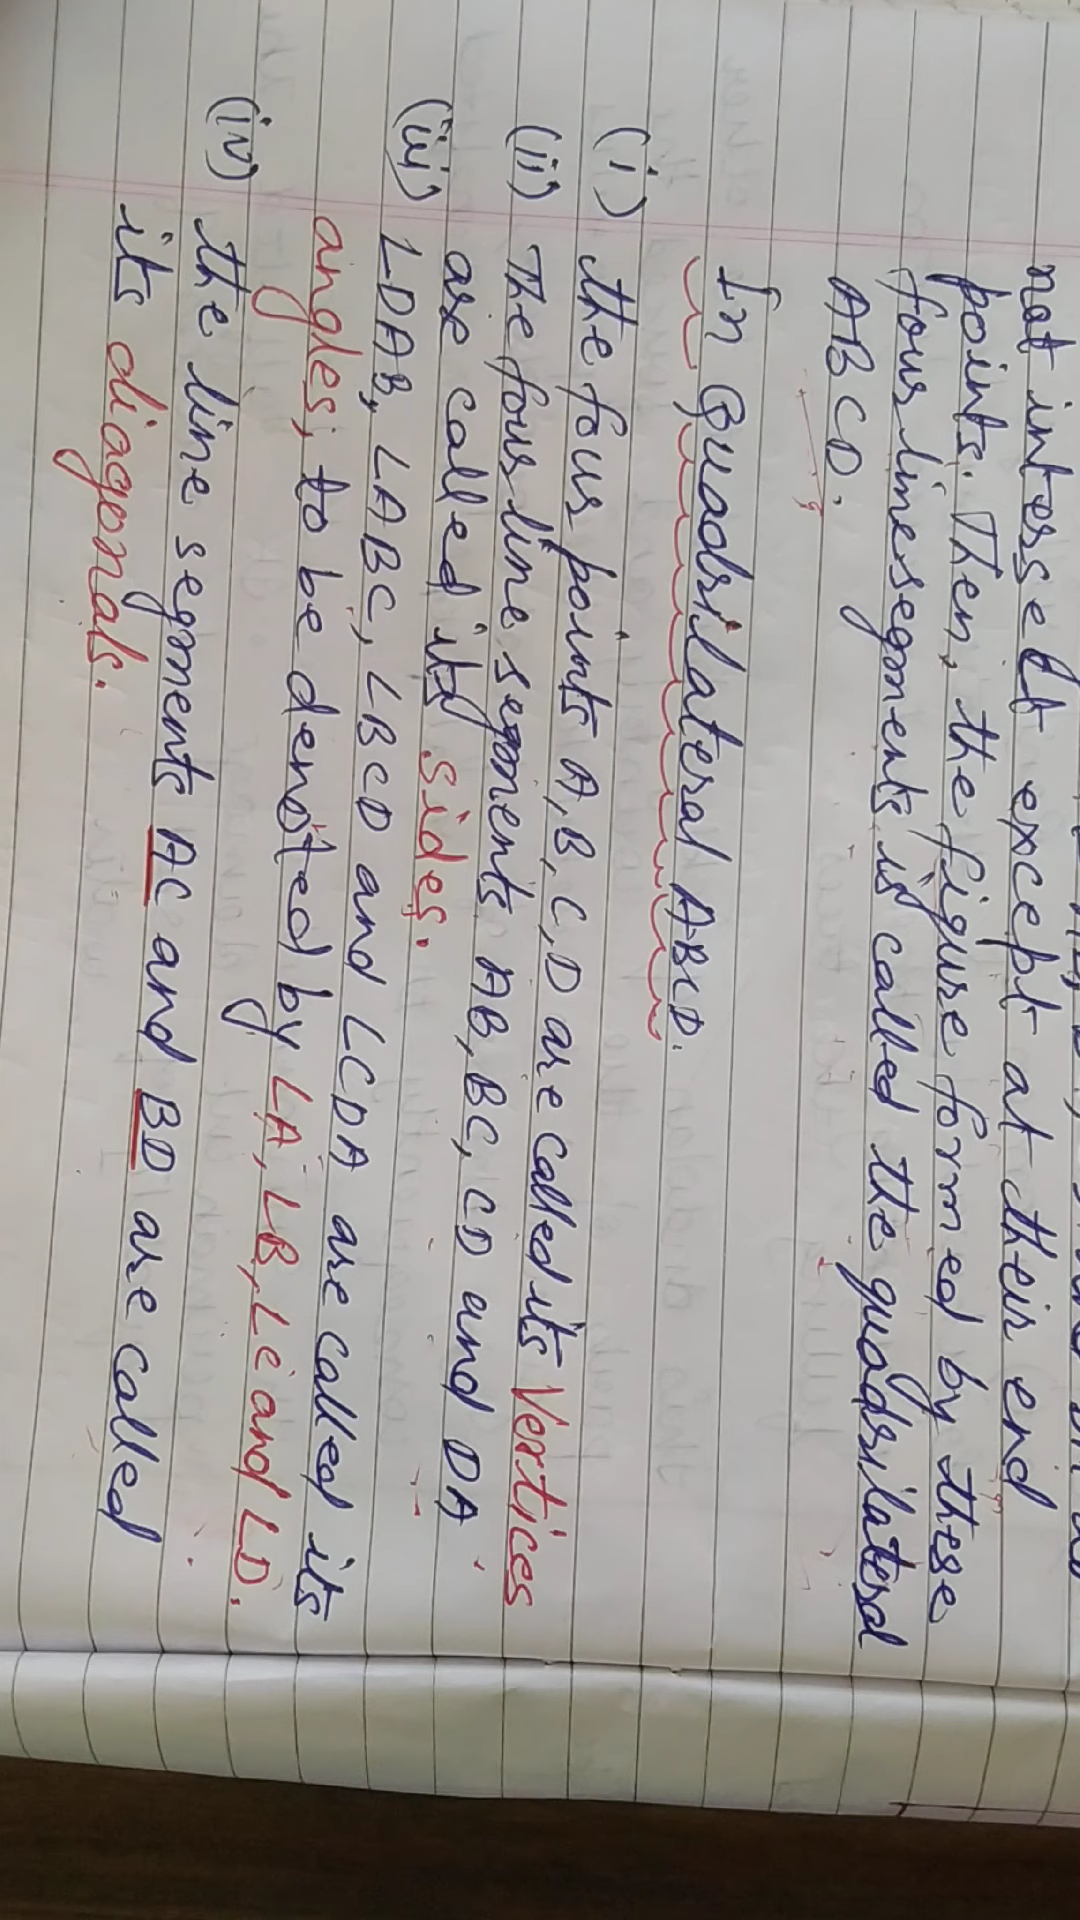 not intersect except at their end
points. Then, the figure formed by these
four line segments is called the quadrilateral
ABCD.
In Quadrilateral ABCD.
(i) the four points A, B, C, D are called its Vertices
(ii) The four line segments AB, BC, CD and DA
are called its sides.
(iii) ∠DAB, ∠ABC, ∠BCD and ∠CDA are called its
angles, to be denoted by ∠A, ∠B, ∠C and ∠D.
(iv) the line segments AC and BD are called
its diagonals.